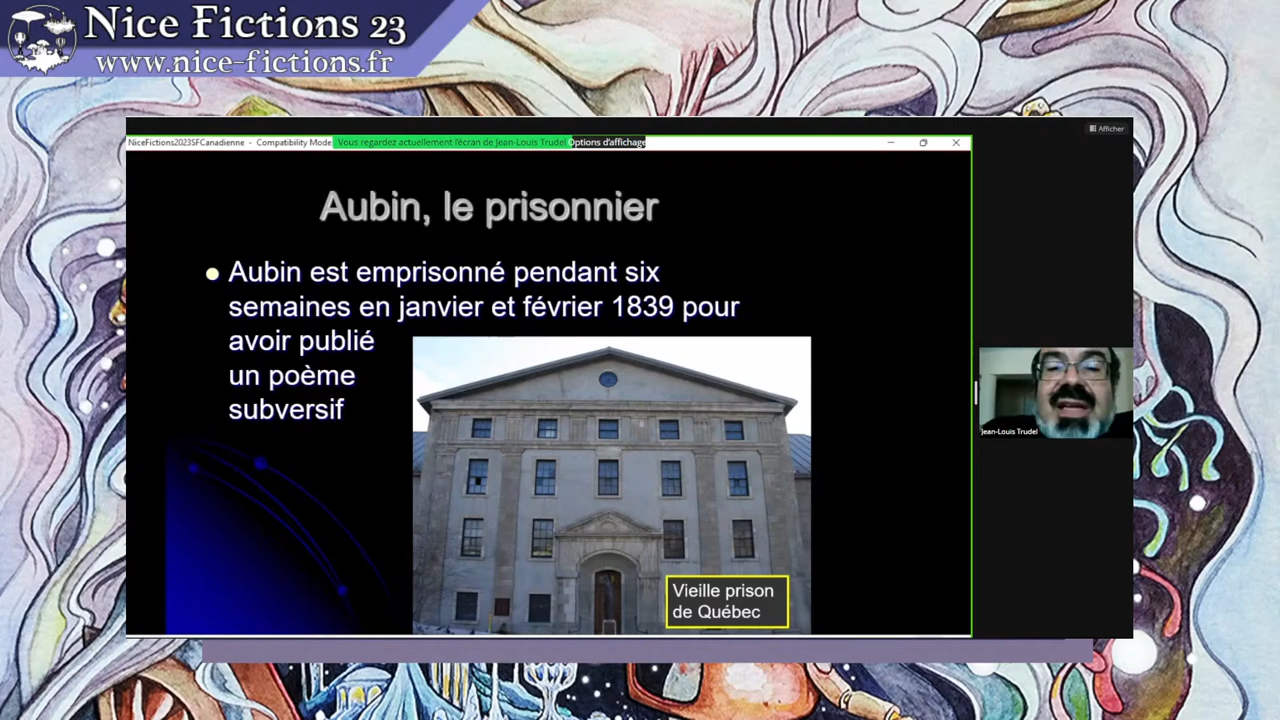 Nice Fictions 23
www.nice-fictions.fr
Afficher
NiceFictions2023SFCanadienne - Compatibility Mode
Vous regardez actuellement l'écran de Jean-Louis Trudel
Options d'affichage
Aubin, le prisonnier
Aubin est emprisonné pendant six
semaines en janvier et février 1839 pour
avoir publié
un poème
subversif
Vieille prison
de Québec
Jean-Louis Trudel